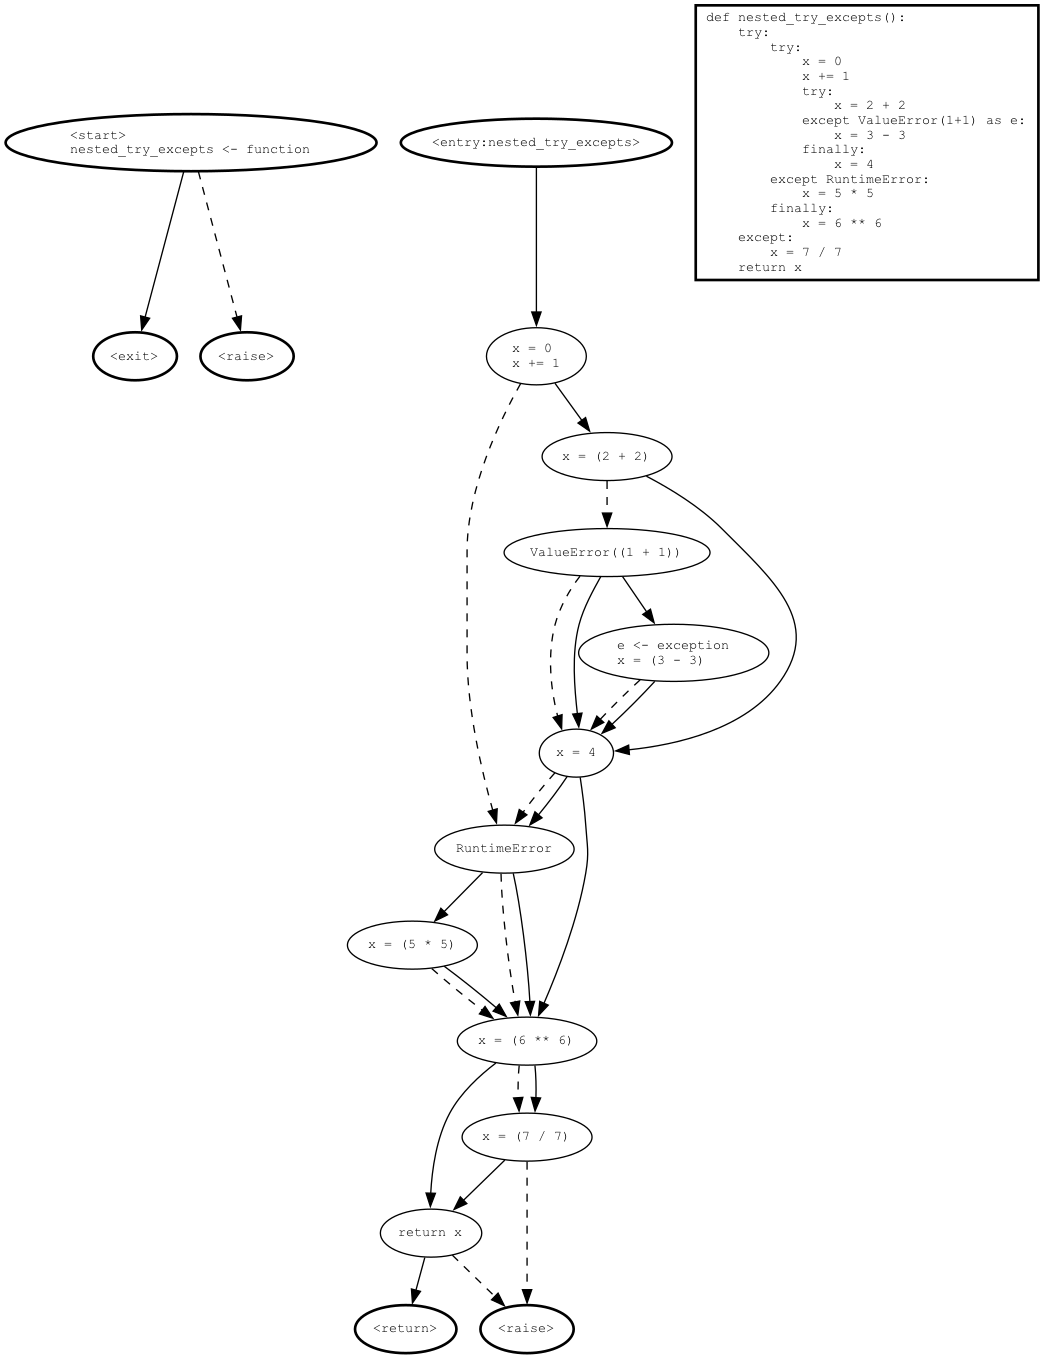 def nested_try_excepts():
    try:
        try:
            x = 0
            x += 1
            try:
                x = 2 + 2
            except ValueError(1+1) as e:
                x = 3 - 3
            finally:
                x = 4
        except RuntimeError:
            x = 5 * 5
        finally:
            x = 6 ** 6
    except:
        x = 7 / 7
    return x
<start>
nested_try_excepts <- function
<entry:nested_try_excepts>
<exit>
<raise>
x = 0
x += 1
x = (2 + 2)
ValueError((1 + 1))
e <- exception
x = (3 - 3)
x = 4
RuntimeError
x = (5 * 5)
x = (6 ** 6)
x = (7 / 7)
return x
<return>
<raise>